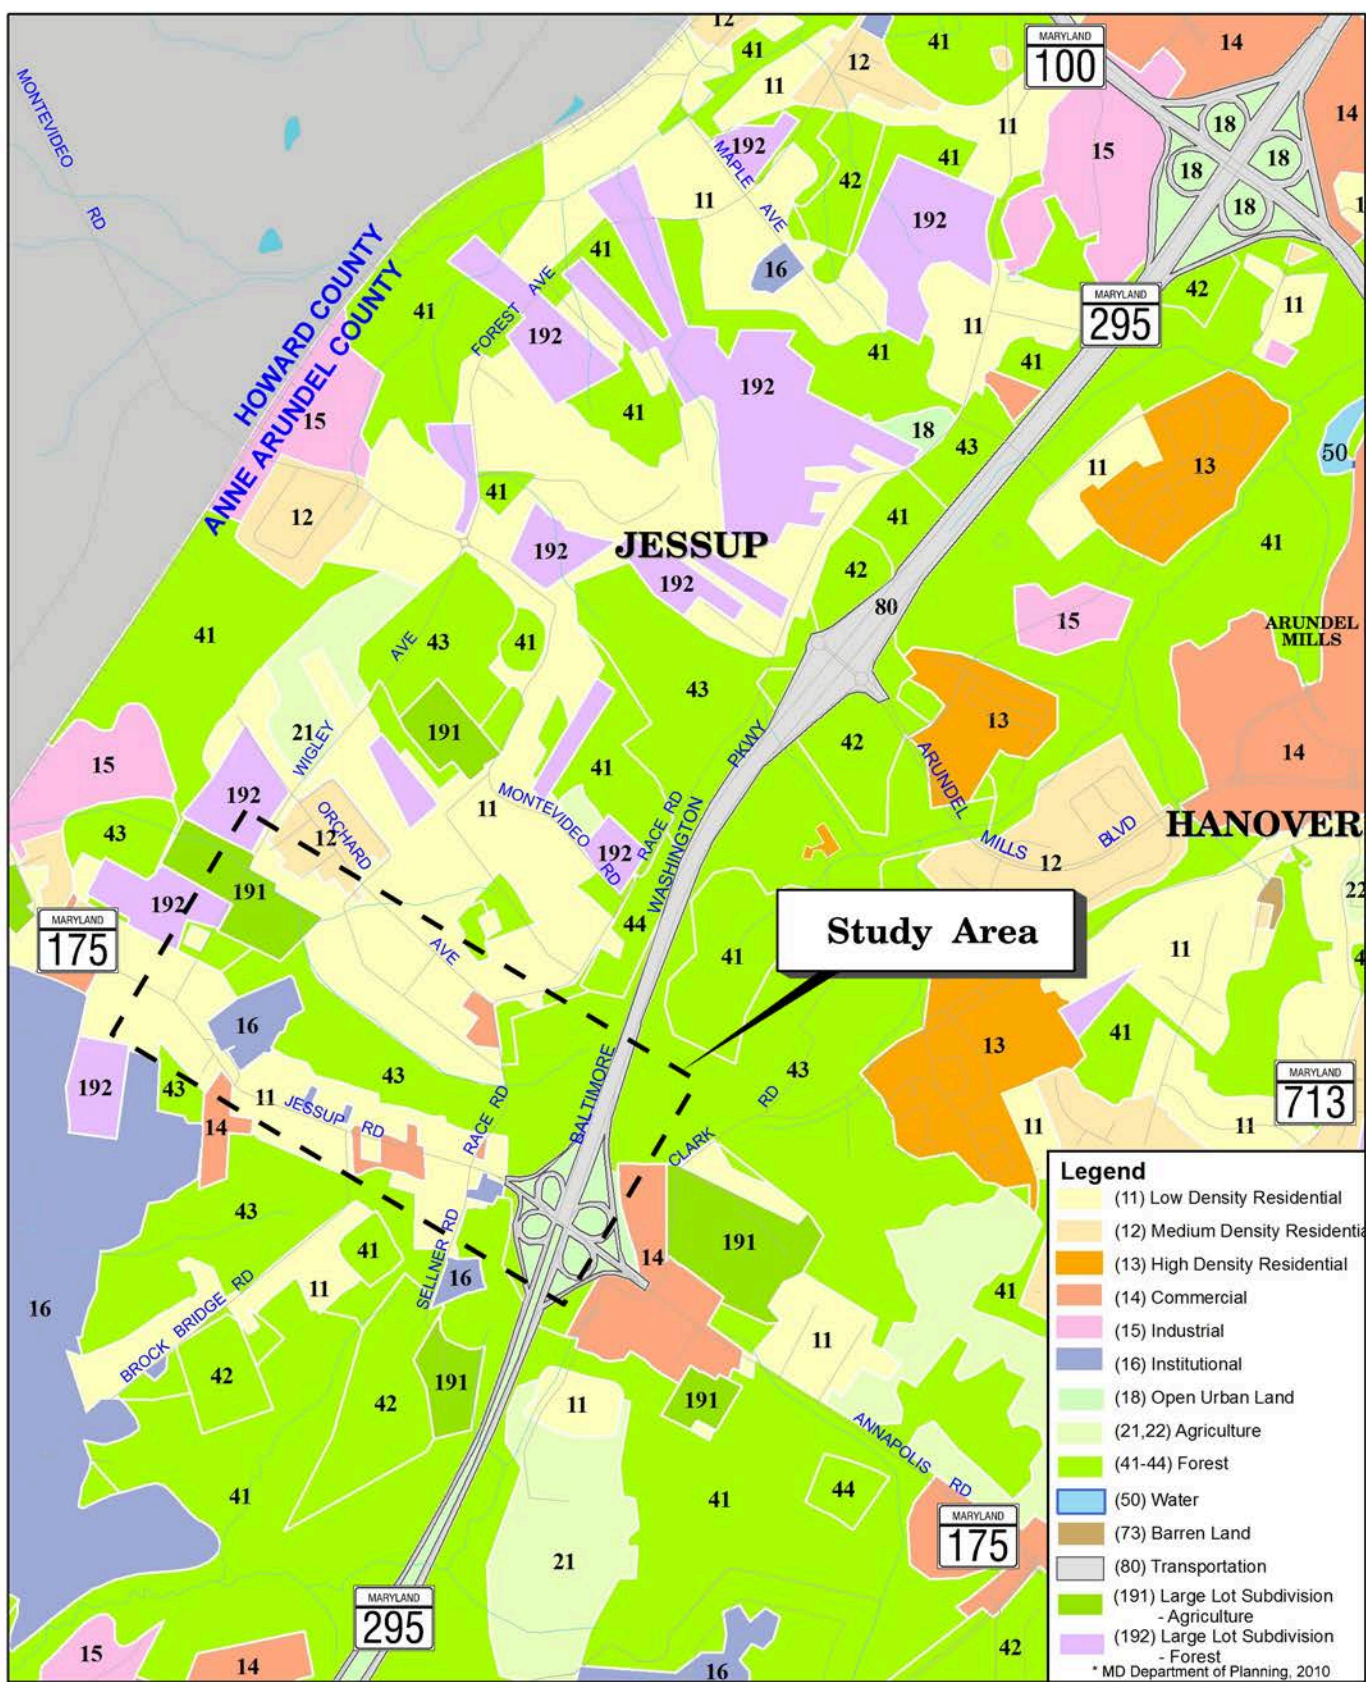 12
41
41
14
MARYLAND
100
12
11
MONTEVIDEO
RD
11
14
18
18
18
18
15
192
MAPLE
AVE
41
42
11
192
HOWARD COUNTY
ANNE ARUNDEL COUNTY
41
16
41
FOREST AVE
192
MARYLAND
295
42
11
11
41
41
192
41
15
18
43
11
13
50
41
12
192
JESSUP
192
41
42
80
41
15
ARUNDEL
MILLS
41
43
AVE
41
43
191
21
WIGLEY
13
42
PKWY
14
15
192
41
11
MONTEVIDEO
RD
RACE RD
WASHINGTON
ARUNDEL
MILLS
BLVD
HANOVER
43
12
ORCHARD
AVE
192
12
191
192
22
MARYLAND
175
44
41
Study Area
11
16
13
41
BALTIMORE
43
43
RD
CLARK
192
43
11
JESSUP RD
RACE RD
14
11
11
MARYLAND
713
43
SELLNER RD
191
14
41
11
16
41
16
BROCK BRIDGE RD
11
42
42
191
11
191
ANNAPOLIS
RD
41
41
44
MARYLAND
175
21
MARYLAND
295
15
14
16
42
Legend
(11) Low Density Residential
(12) Medium Density Residentia
(13) High Density Residential
(14) Commercial
(15) Industrial
(16) Institutional
(18) Open Urban Land
(21,22) Agriculture
(41-44) Forest
(50) Water
(73) Barren Land
(80) Transportation
(191) Large Lot Subdivision
- Agriculture
(192) Large Lot Subdivision
- Forest
* MD Department of Planning, 2010